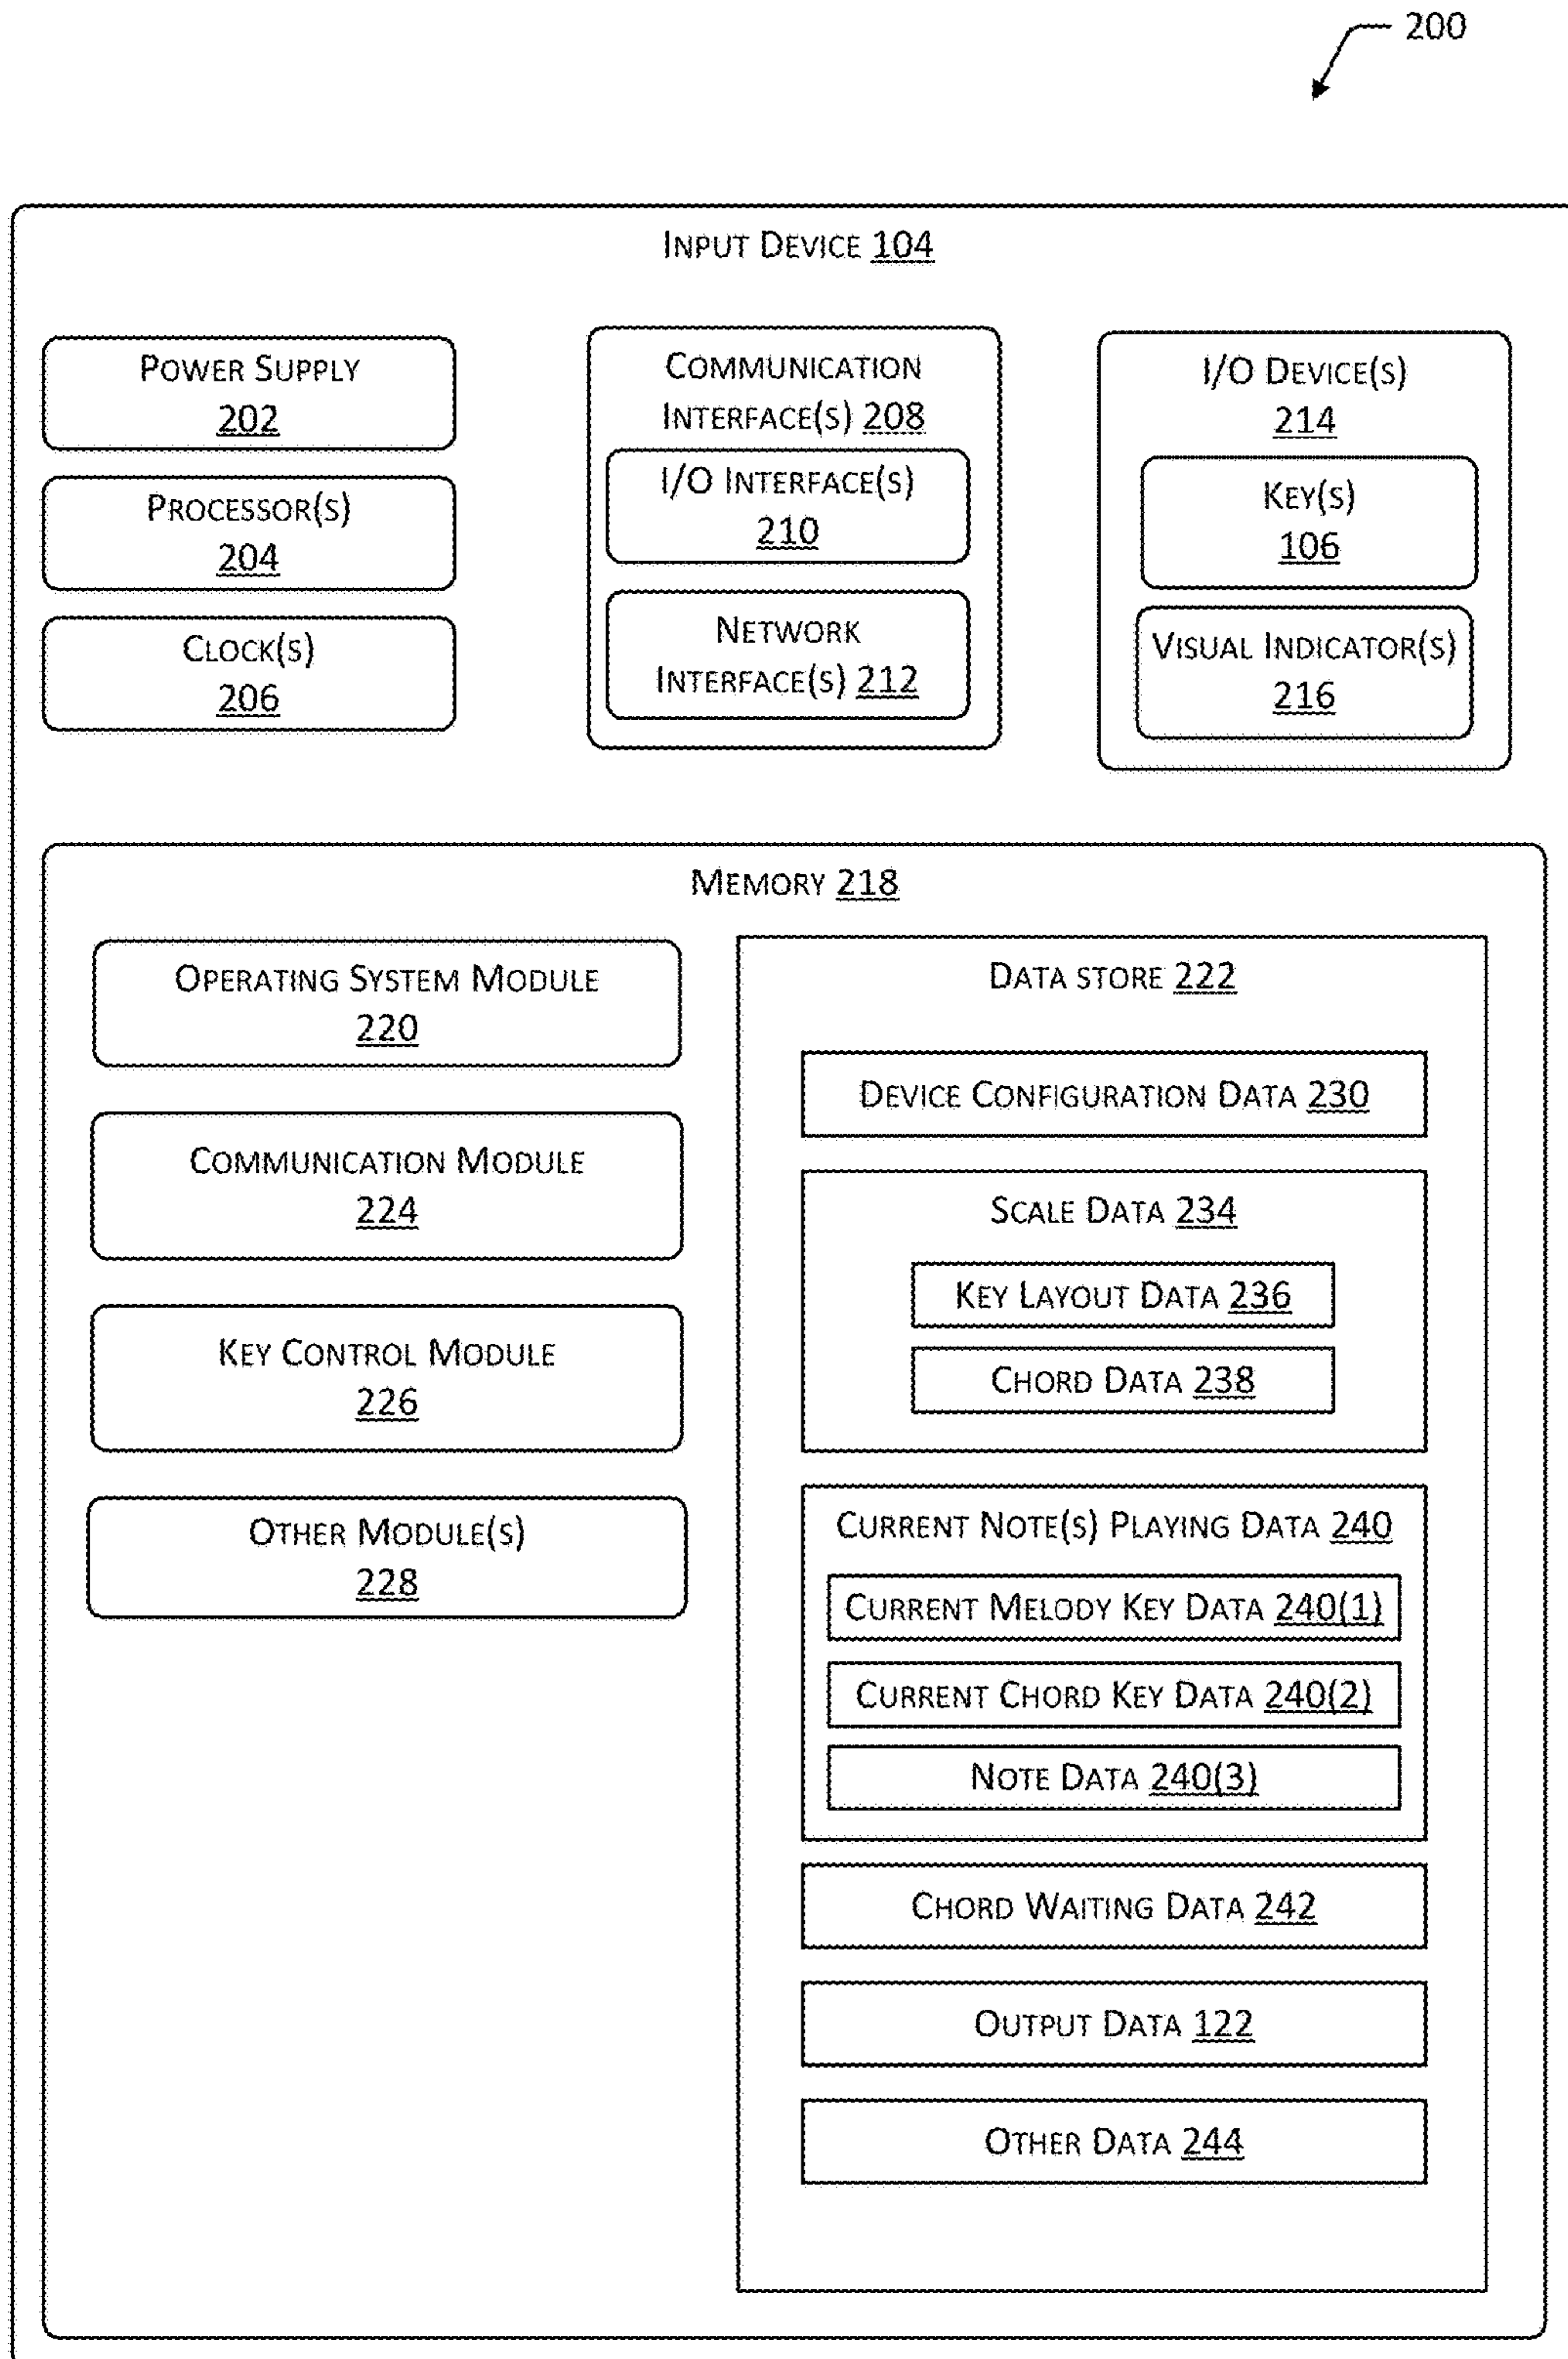 200
INPUT DEVICE 104
POWER SUPPLY
202
PROCESSOR(S)
204
CLOCK(S)
206
COMMUNICATION
INTERFACE(S) 208
I/O INTERFACE(S)
210
NETWORK
INTERFACE(S) 212
I/O DEVICE(S)
214
KEY(S)
106
VISUAL INDICATOR(S)
216
MEMORY 218
OPERATING SYSTEM MODULE
220
COMMUNICATION MODULE
224
KEY CONTROL MODULE
226
OTHER MODULE(S)
228
DATA STORE 222
DEVICE CONFIGURATION DATA 230
SCALE DATA 234
KEY LAYOUT DATA 236
CHORD DATA 238
CURRENT NOTE(S) PLAYING DATA 240
CURRENT MELODY KEY DATA 240(1)
CURRENT CHORD KEY DATA 240(2)
NOTE DATA 240(3)
CHORD WAITING DATA 242
OUTPUT DATA 122
OTHER DATA 244